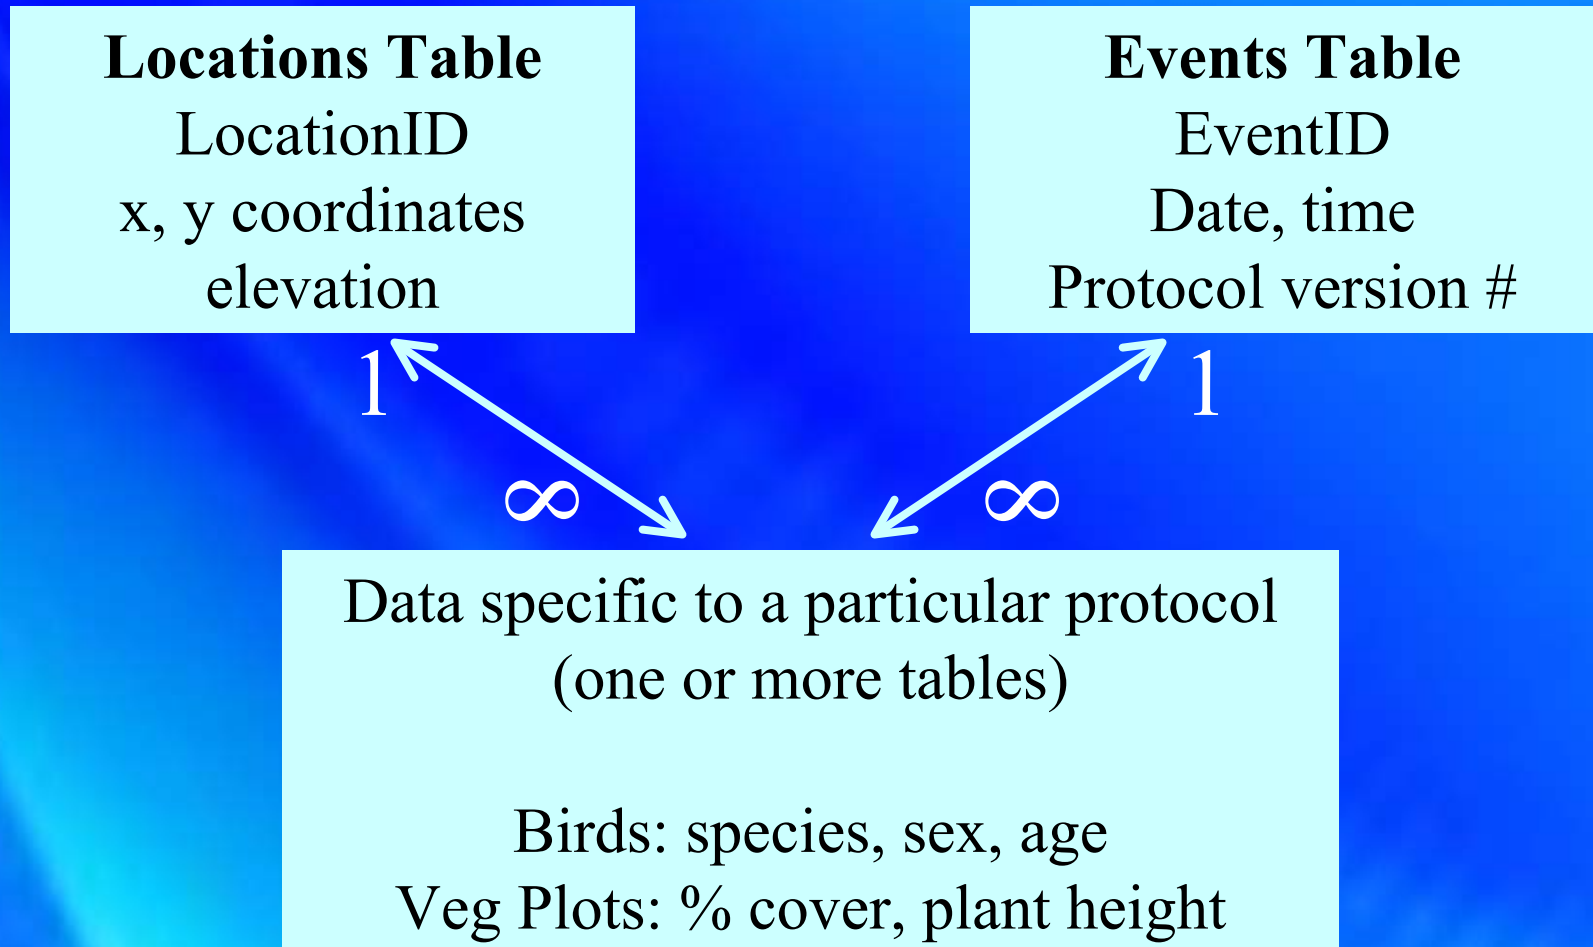 Locations Table
LocationID
x, y coordinates
elevation
Events Table
EventID
Date, time
Protocol version #
1
1
∞
∞
Data specific to a particular protocol
(one or more tables)
Birds: species, sex, age
Veg Plots: % cover, plant height